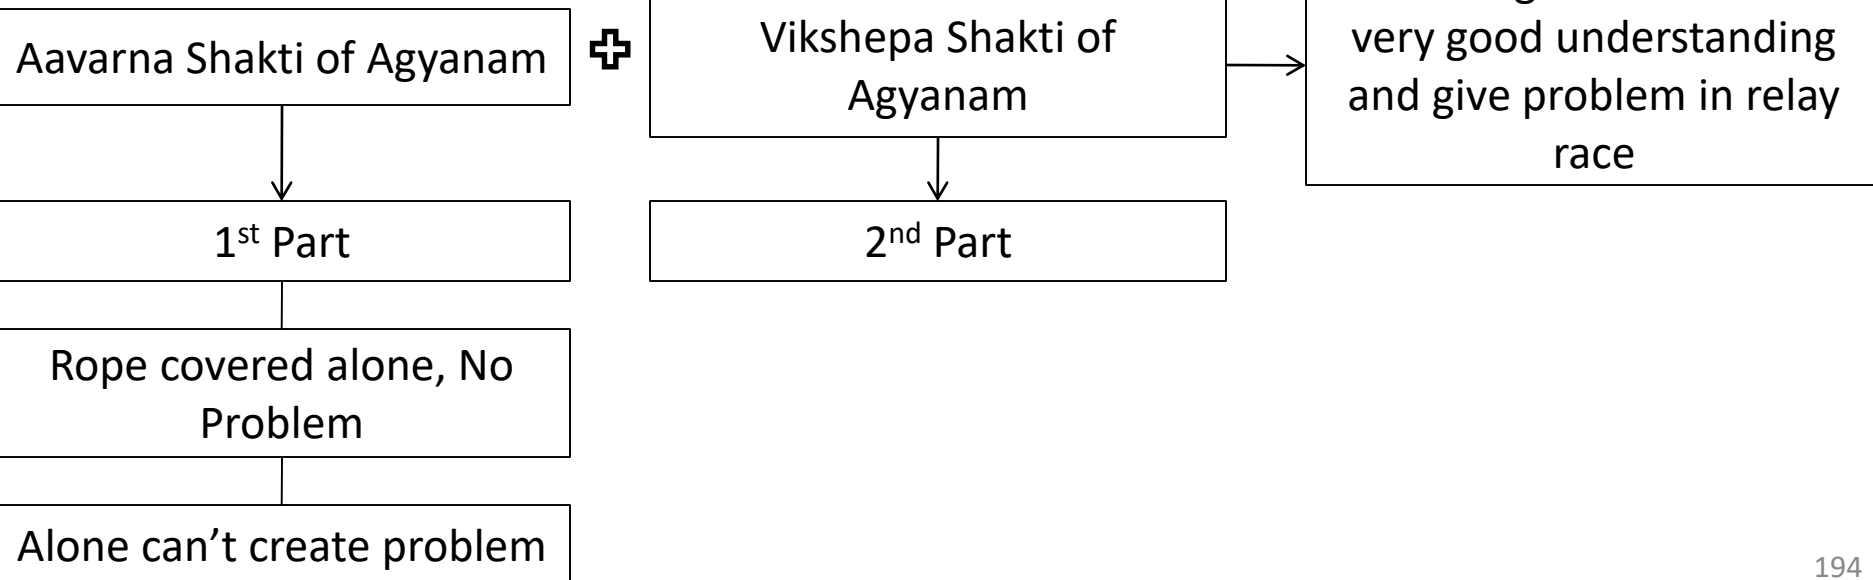 Aavarna Shakti of Agyanam
Vikshepa Shakti of
Agyanam
very good understanding
and give problem in relay
race
1st Part
2nd Part
Rope covered alone, No
Problem
Alone can’t create problem
194